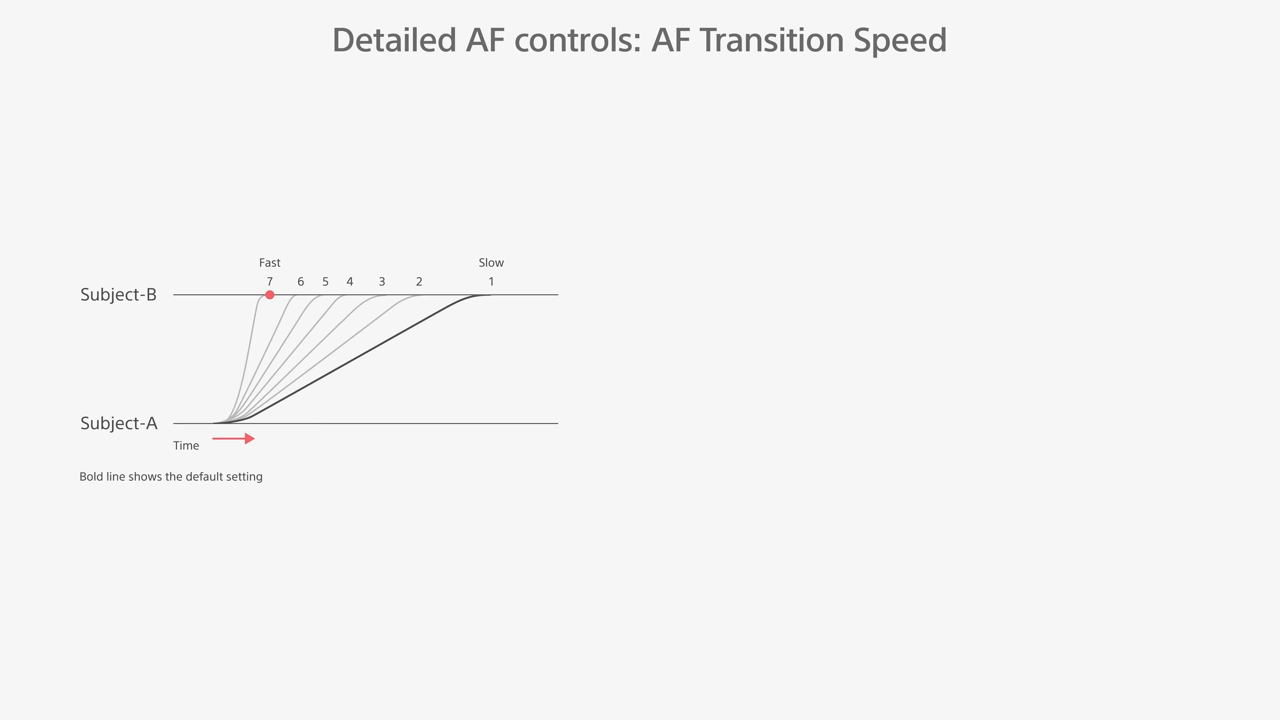 Detailed AF controls: AF Transition Speed
Fast Slow
7 6 5 4 3 2 1
Subject-B
Subject-A
Time
Bold line shows the default setting